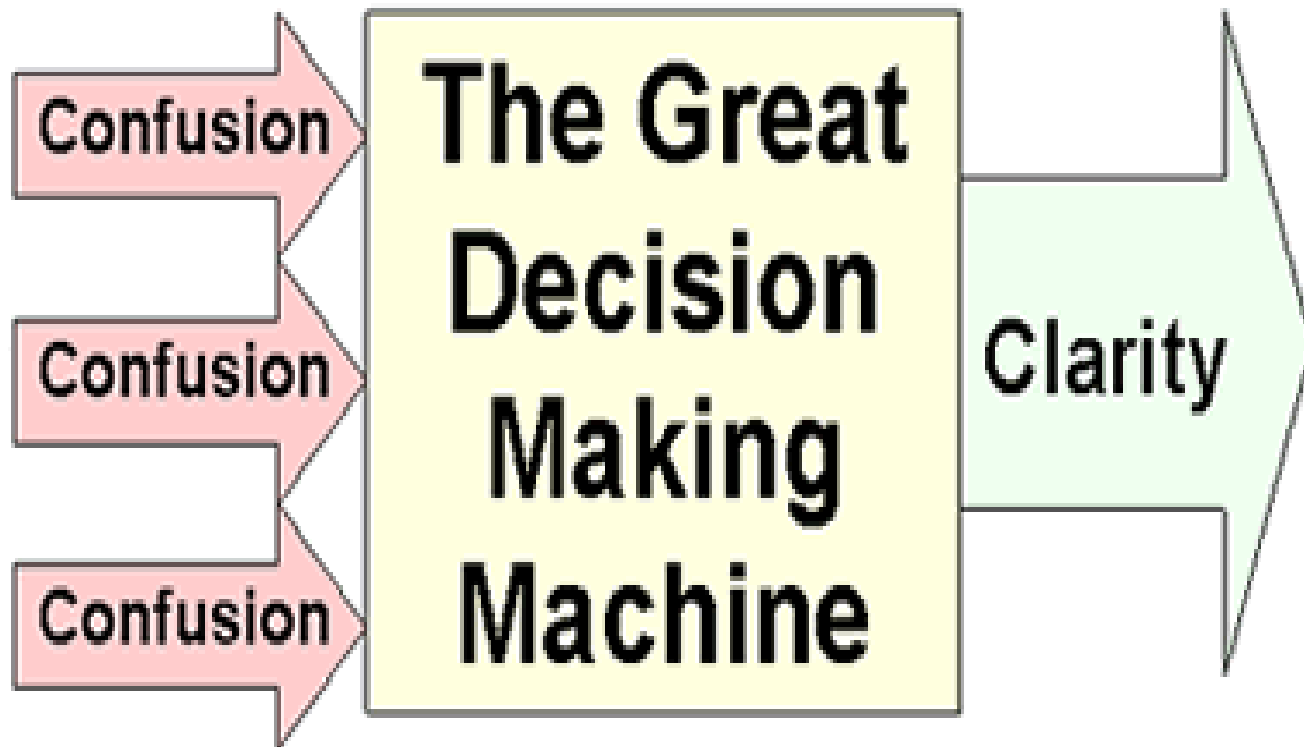 Confusion
Confusion
Confusion
The Great
Decision
Making
Machine
Clarity